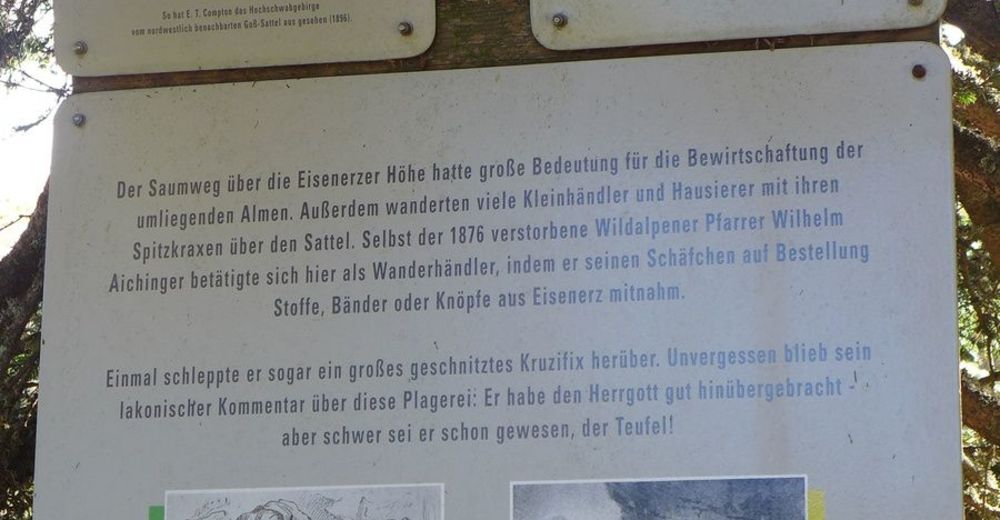 So hat E. T. Compton das Hochschwabgebirge
vom nordwestlich benachbarten Goß-Sattel aus gesehen (1896).
Der Saumweg über die Eisenerzer Höhe hatte große Bedeutung für die Bewirtschaftung der
umliegenden Almen. Außerdem wanderten viele Kleinhändler und Hausierer mit ihren
Spitzkraxen über den Sattel. Selbst der 1876 verstorbene Wildalpener Pfarrer Wilhelm
Aichinger betätigte sich hier als Wanderhändler, indem er seinen Schäfchen auf Bestellung
Stoffe, Bänder oder Knöpfe aus Eisenerz mitnahm.
Einmal schleppte er sogar ein großes geschnitztes Kruzifix herüber. Unvergessen blieb sein
lakonischer Kommentar über diese Plagerei: Er habe den Herrgott gut hinübergebracht -
aber schwer sei er schon gewesen, der Teufel!